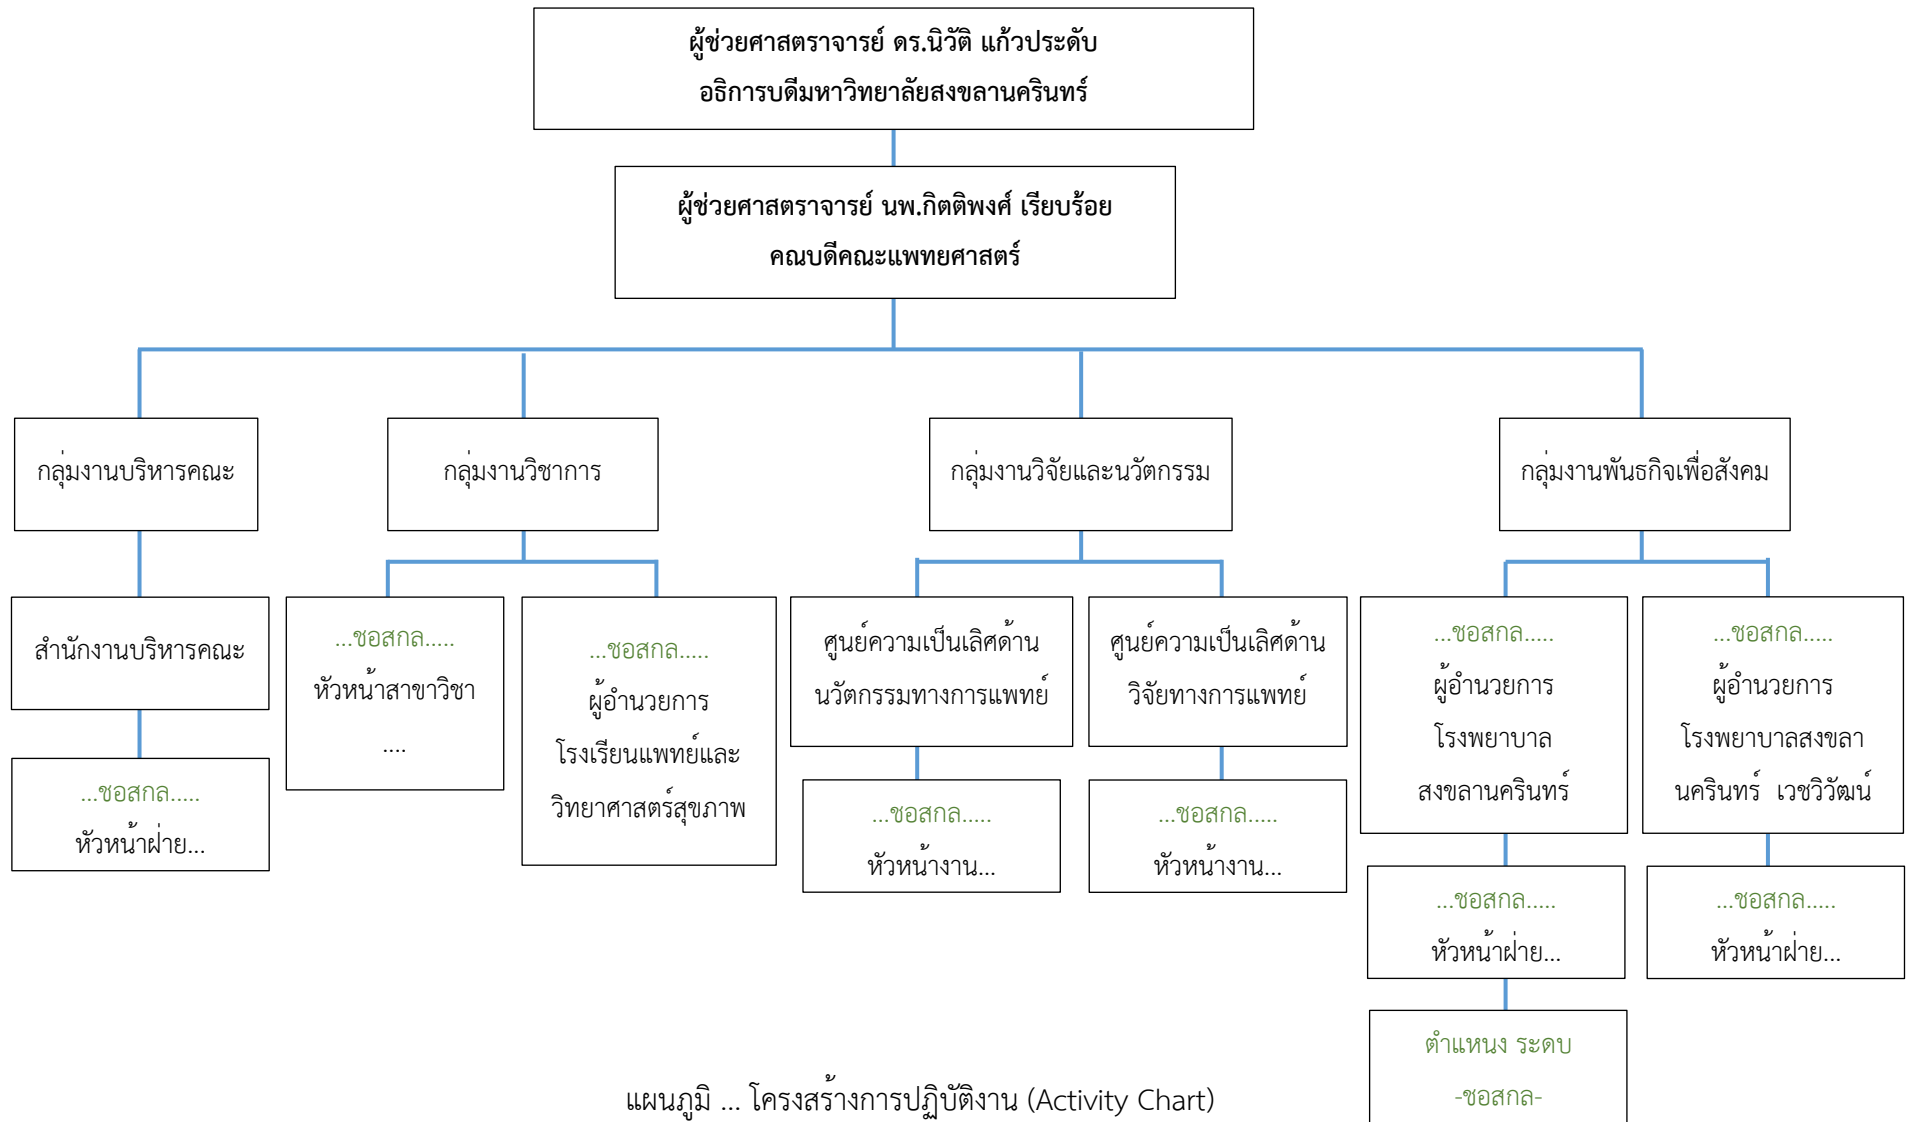 ผู้ช่วยศาสตราจารย์ ดร.นิวัติ แก้วประดับ
อธิการบดีมหาวิทยาลัยสงขลานครินทร์
ผู้ช่วยศาสตราจารย์ นพ.กิตติพงศ์ เรียบร้อย
คณบดีคณะแพทยศาสตร์
กลุ่มงานบริหารคณะ
กลุ่มงานวิชาการ
กลุ่มงานวิจัยและนวัตกรรม
กลุ่มงานพันธกิจเพื่อสังคม
สำนักงานบริหารคณะ
...ชอสกล.....
หัวหน้าสาขาวิชา
....
...ชอสกล.....
ผู้อำนวยการ
โรงเรียนแพทย์และ
วิทยาศาสตร์สุขภาพ
ศูนย์ความเป็นเลิศด้าน
นวัตกรรมทางการแพทย์
ศูนย์ความเป็นเลิศด้าน
วิจัยทางการแพทย์
...ชอสกล.....
ผู้อำนวยการ
โรงพยาบาล
สงขลานครินทร์
...ชอสกล.....
ผู้อำนวยการ
โรงพยาบาลสงขลา
นครินทร์ เวชวิวัฒน์
...ชอสกล.....
หัวหน้าฝ่าย...
...ชอสกล.....
หัวหน้างาน...
...ชอสกล.....
หัวหน้างาน...
...ชอสกล.....
หัวหน้าฝ่าย...
...ชอสกล.....
หัวหน้าฝ่าย...
ตำแหนง ระดบ
-ชอสกล-
แผนภูมิ ... โครงสร้างการปฏิบัติงาน (Activity Chart)